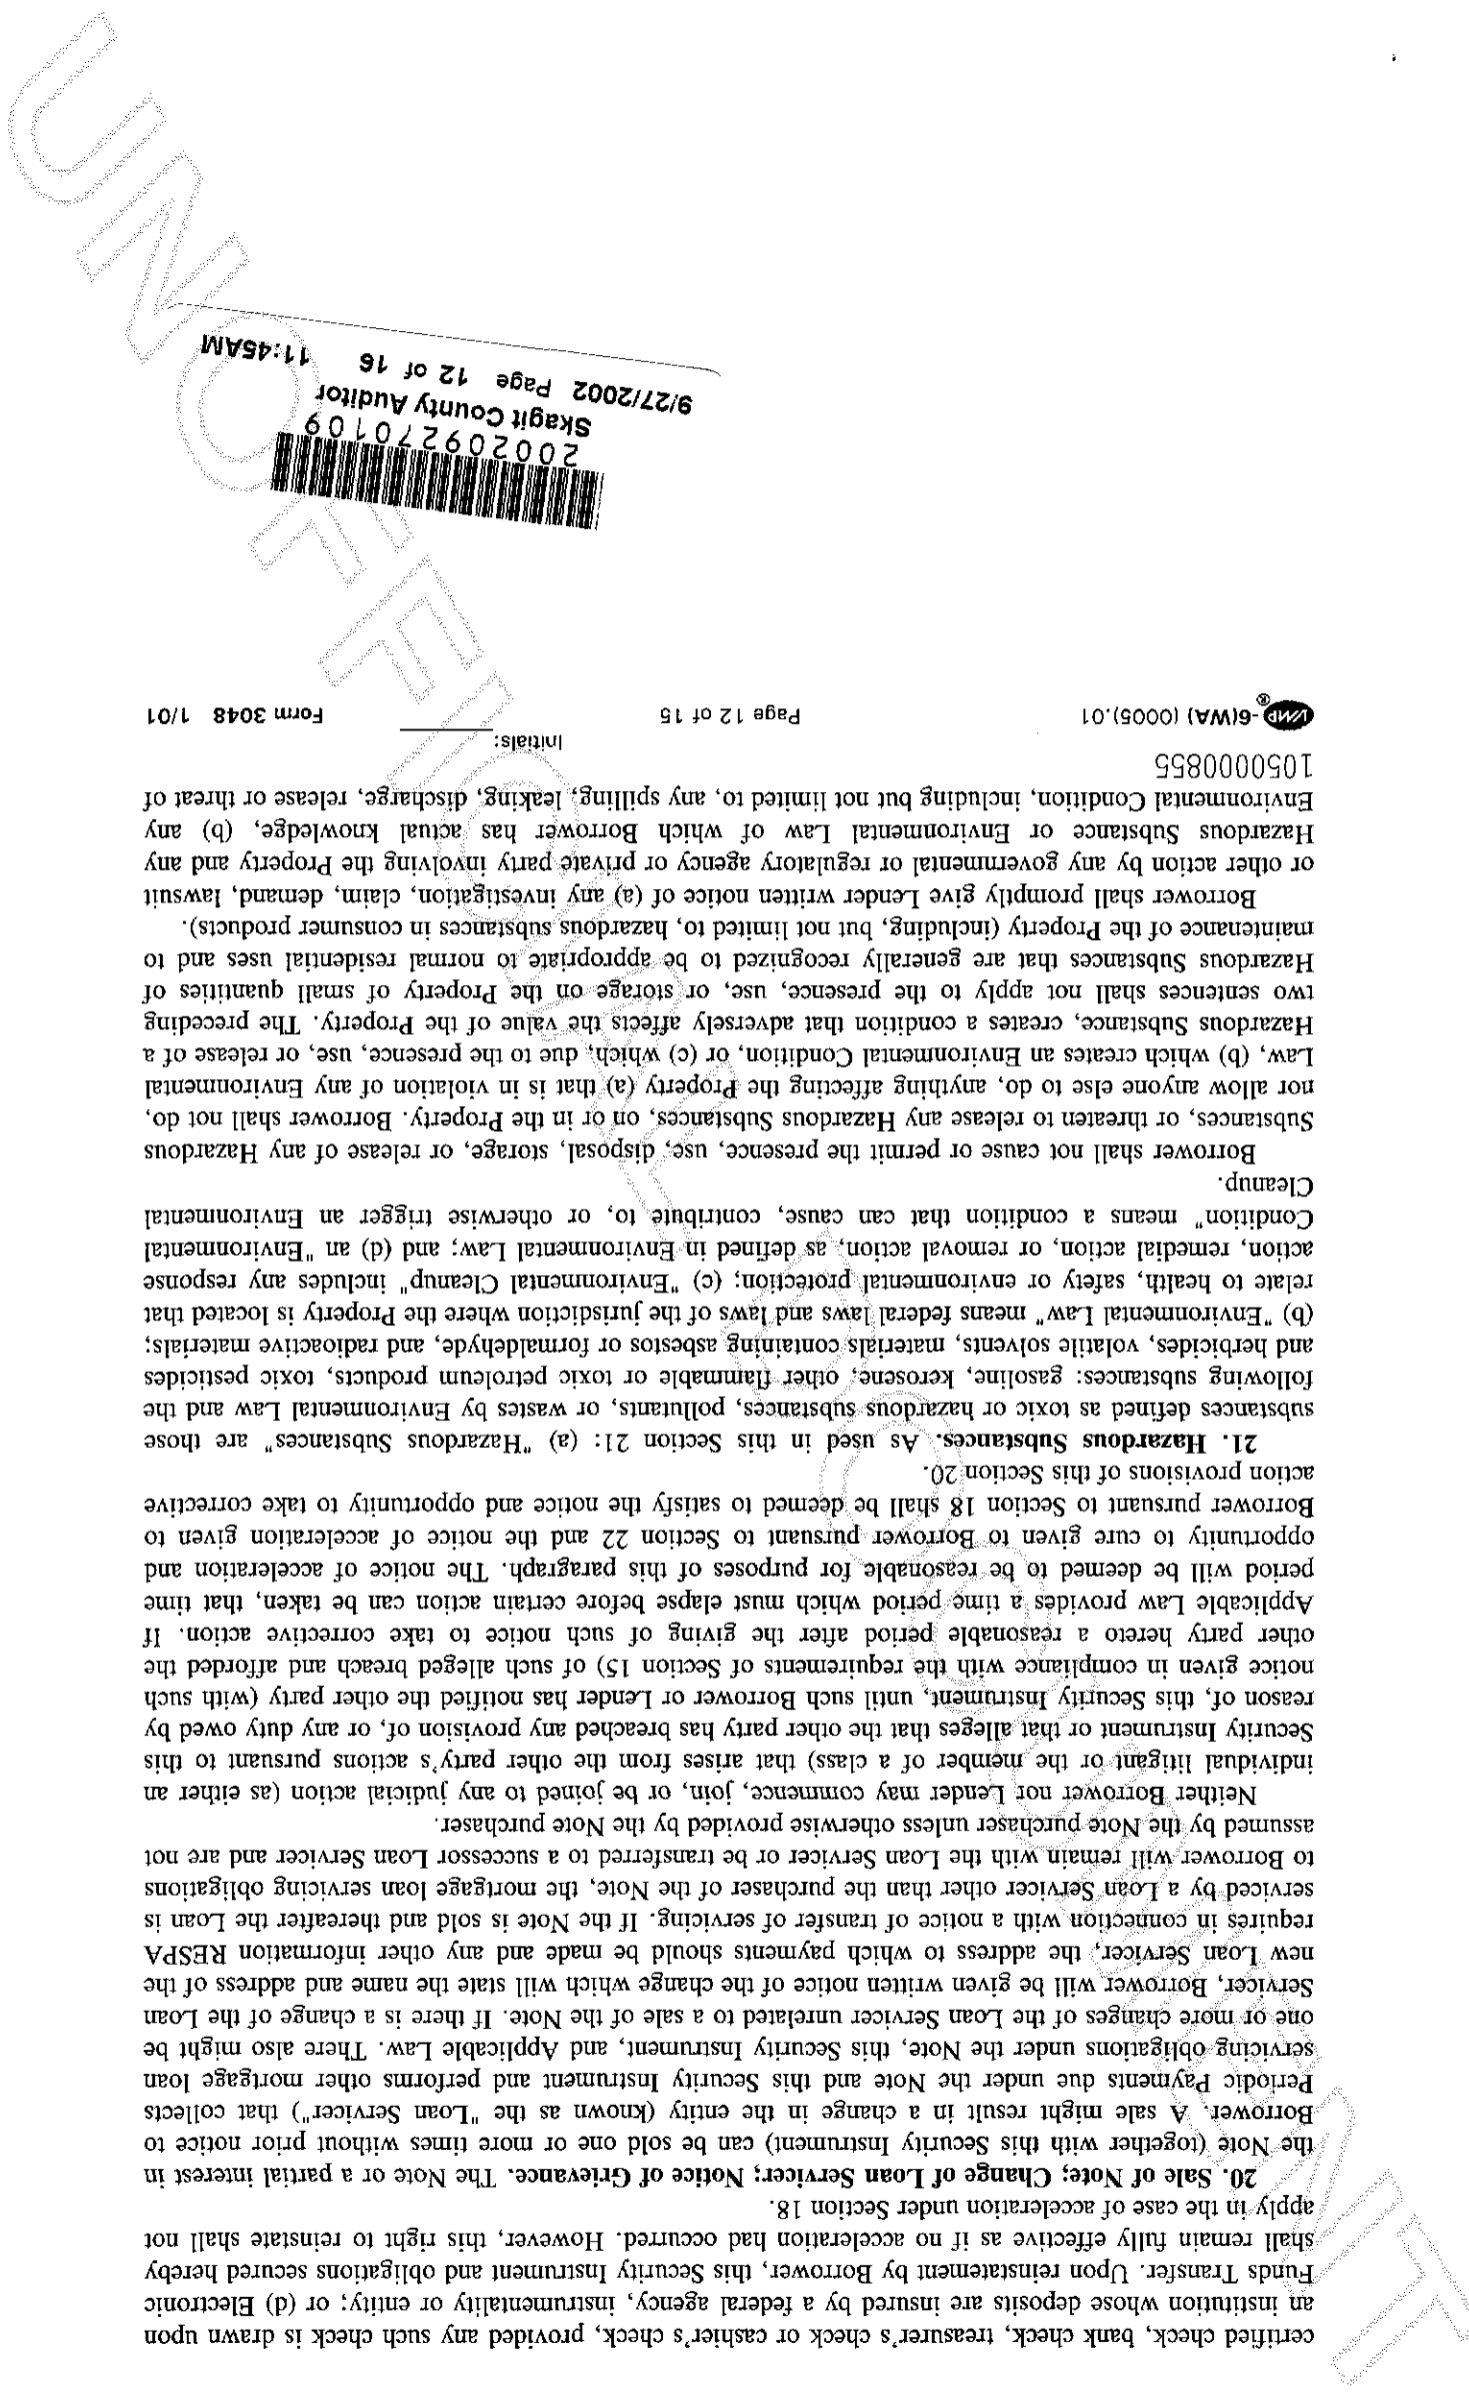 certified check, bank check, treasurer's check or cashier's check, provided any such check is drawn upon
an institution whose deposits are insured by a federal agency, instrumentality or entity; or (d) Electronic
Funds Transfer. Upon reinstatement by Borrower, this Security Instrument and obligations secured hereby
shall remain fully effective as if no acceleration had occurred. However, this right to reinstate shall not
apply in the case of acceleration under Section 18.
20. Sale of Note; Change of Loan Servicer; Notice of Grievance. The Note or a partial interest in
the Note (together with this Security Instrument) can be sold one or more times without prior notice to
Borrower. A sale might result in a change in the entity (known as the "Loan Servicer") that collects
Periodic Payments due under the Note and this Security Instrument and performs other mortgage loan
servicing obligations under the Note, this Security Instrument, and Applicable Law. There also might be
one or more changes of the Loan Servicer unrelated to a sale of the Note. If there is a change of the Loan
Servicer, Borrower will be given written notice of the change which will state the name and address of the
new Loan Servicer, the address to which payments should be made and any other information RESPA
requires in connection with a notice of transfer of servicing. If the Note is sold and thereafter the Loan is
serviced by a Loan Servicer other than the purchaser of the Note, the mortgage loan servicing obligations
to Borrower will remain with the Loan Servicer or be transferred to a successor Loan Servicer and are not
assumed by the Note purchaser unless otherwise provided by the Note purchaser.
Neither Borrower nor Lender may commence, join, or be joined to any judicial action (as either an
individual litigant or the member of a class) that arises from the other party's actions pursuant to this
Security Instrument or that alleges that the other party has breached any provision of, or any duty owed by
reason of, this Security Instrument, until such Borrower or Lender has notified the other party (with such
notice given in compliance with the requirements of Section 15) of such alleged breach and afforded the
other party hereto a reasonable period after the giving of such notice to take corrective action. If
Applicable Law provides a time period which must elapse before certain action can be taken, that time
period will be deemed to be reasonable for purposes of this paragraph. The notice of acceleration and
opportunity to cure given to Borrower pursuant to Section 22 and the notice of acceleration given to
Borrower pursuant to Section 18 shall be deemed to satisfy the notice and opportunity to take corrective
action provisions of this Section 20.
21. Hazardous Substances. As used in this Section 21: (a) "Hazardous Substances" are those
substances defined as toxic or hazardous substances, pollutants, or wastes by Environmental Law and the
following substances: gasoline, kerosene, other flammable or toxic petroleum products, toxic pesticides
and herbicides, volatile solvents, materials containing asbestos or formaldehyde, and radioactive materials;
(b) "Environmental Law" means federal laws and laws of the jurisdiction where the Property is located that
relate to health, safety or environmental protection; (c) "Environmental Cleanup" includes any response
action, remedial action, or removal action, as defined in Environmental Law; and (d) an "Environmental
Condition" means a condition that can cause, contribute to, or otherwise trigger an Environmental
Cleanup.
Borrower shall not cause or permit the presence, use, disposal, storage, or release of any Hazardous
Substances, or threaten to release any Hazardous Substances, on or in the Property. Borrower shall not do,
nor allow anyone else to do, anything affecting the Property (a) that is in violation of any Environmental
Law, (b) which creates an Environmental Condition, or (c) which, due to the presence, use, or release of a
Hazardous Substance, creates a condition that adversely affects the value of the Property. The preceding
two sentences shall not apply to the presence, use, or storage on the Property of small quantities of
Hazardous Substances that are generally recognized to be appropriate to normal residential uses and to
maintenance of the Property (including, but not limited to, hazardous substances in consumer products).
Borrower shall promptly give Lender written notice of (a) any investigation, claim, demand, lawsuit
or other action by any governmental or regulatory agency or private party involving the Property and any
Hazardous Substance or Environmental Law of which Borrower has actual knowledge, (b) any
Environmental Condition, including but not limited to, any spilling, leaking, discharge, release or threat of
1050000855
Initials:
VMP®-6(WA) (0005).01 Page 12 of 15 Form 3048 1/01
200209270109
Skagit County Auditor
9/27/2002 Page 12 of 16 11:45AM
UNOFFICIAL DOCUMENT